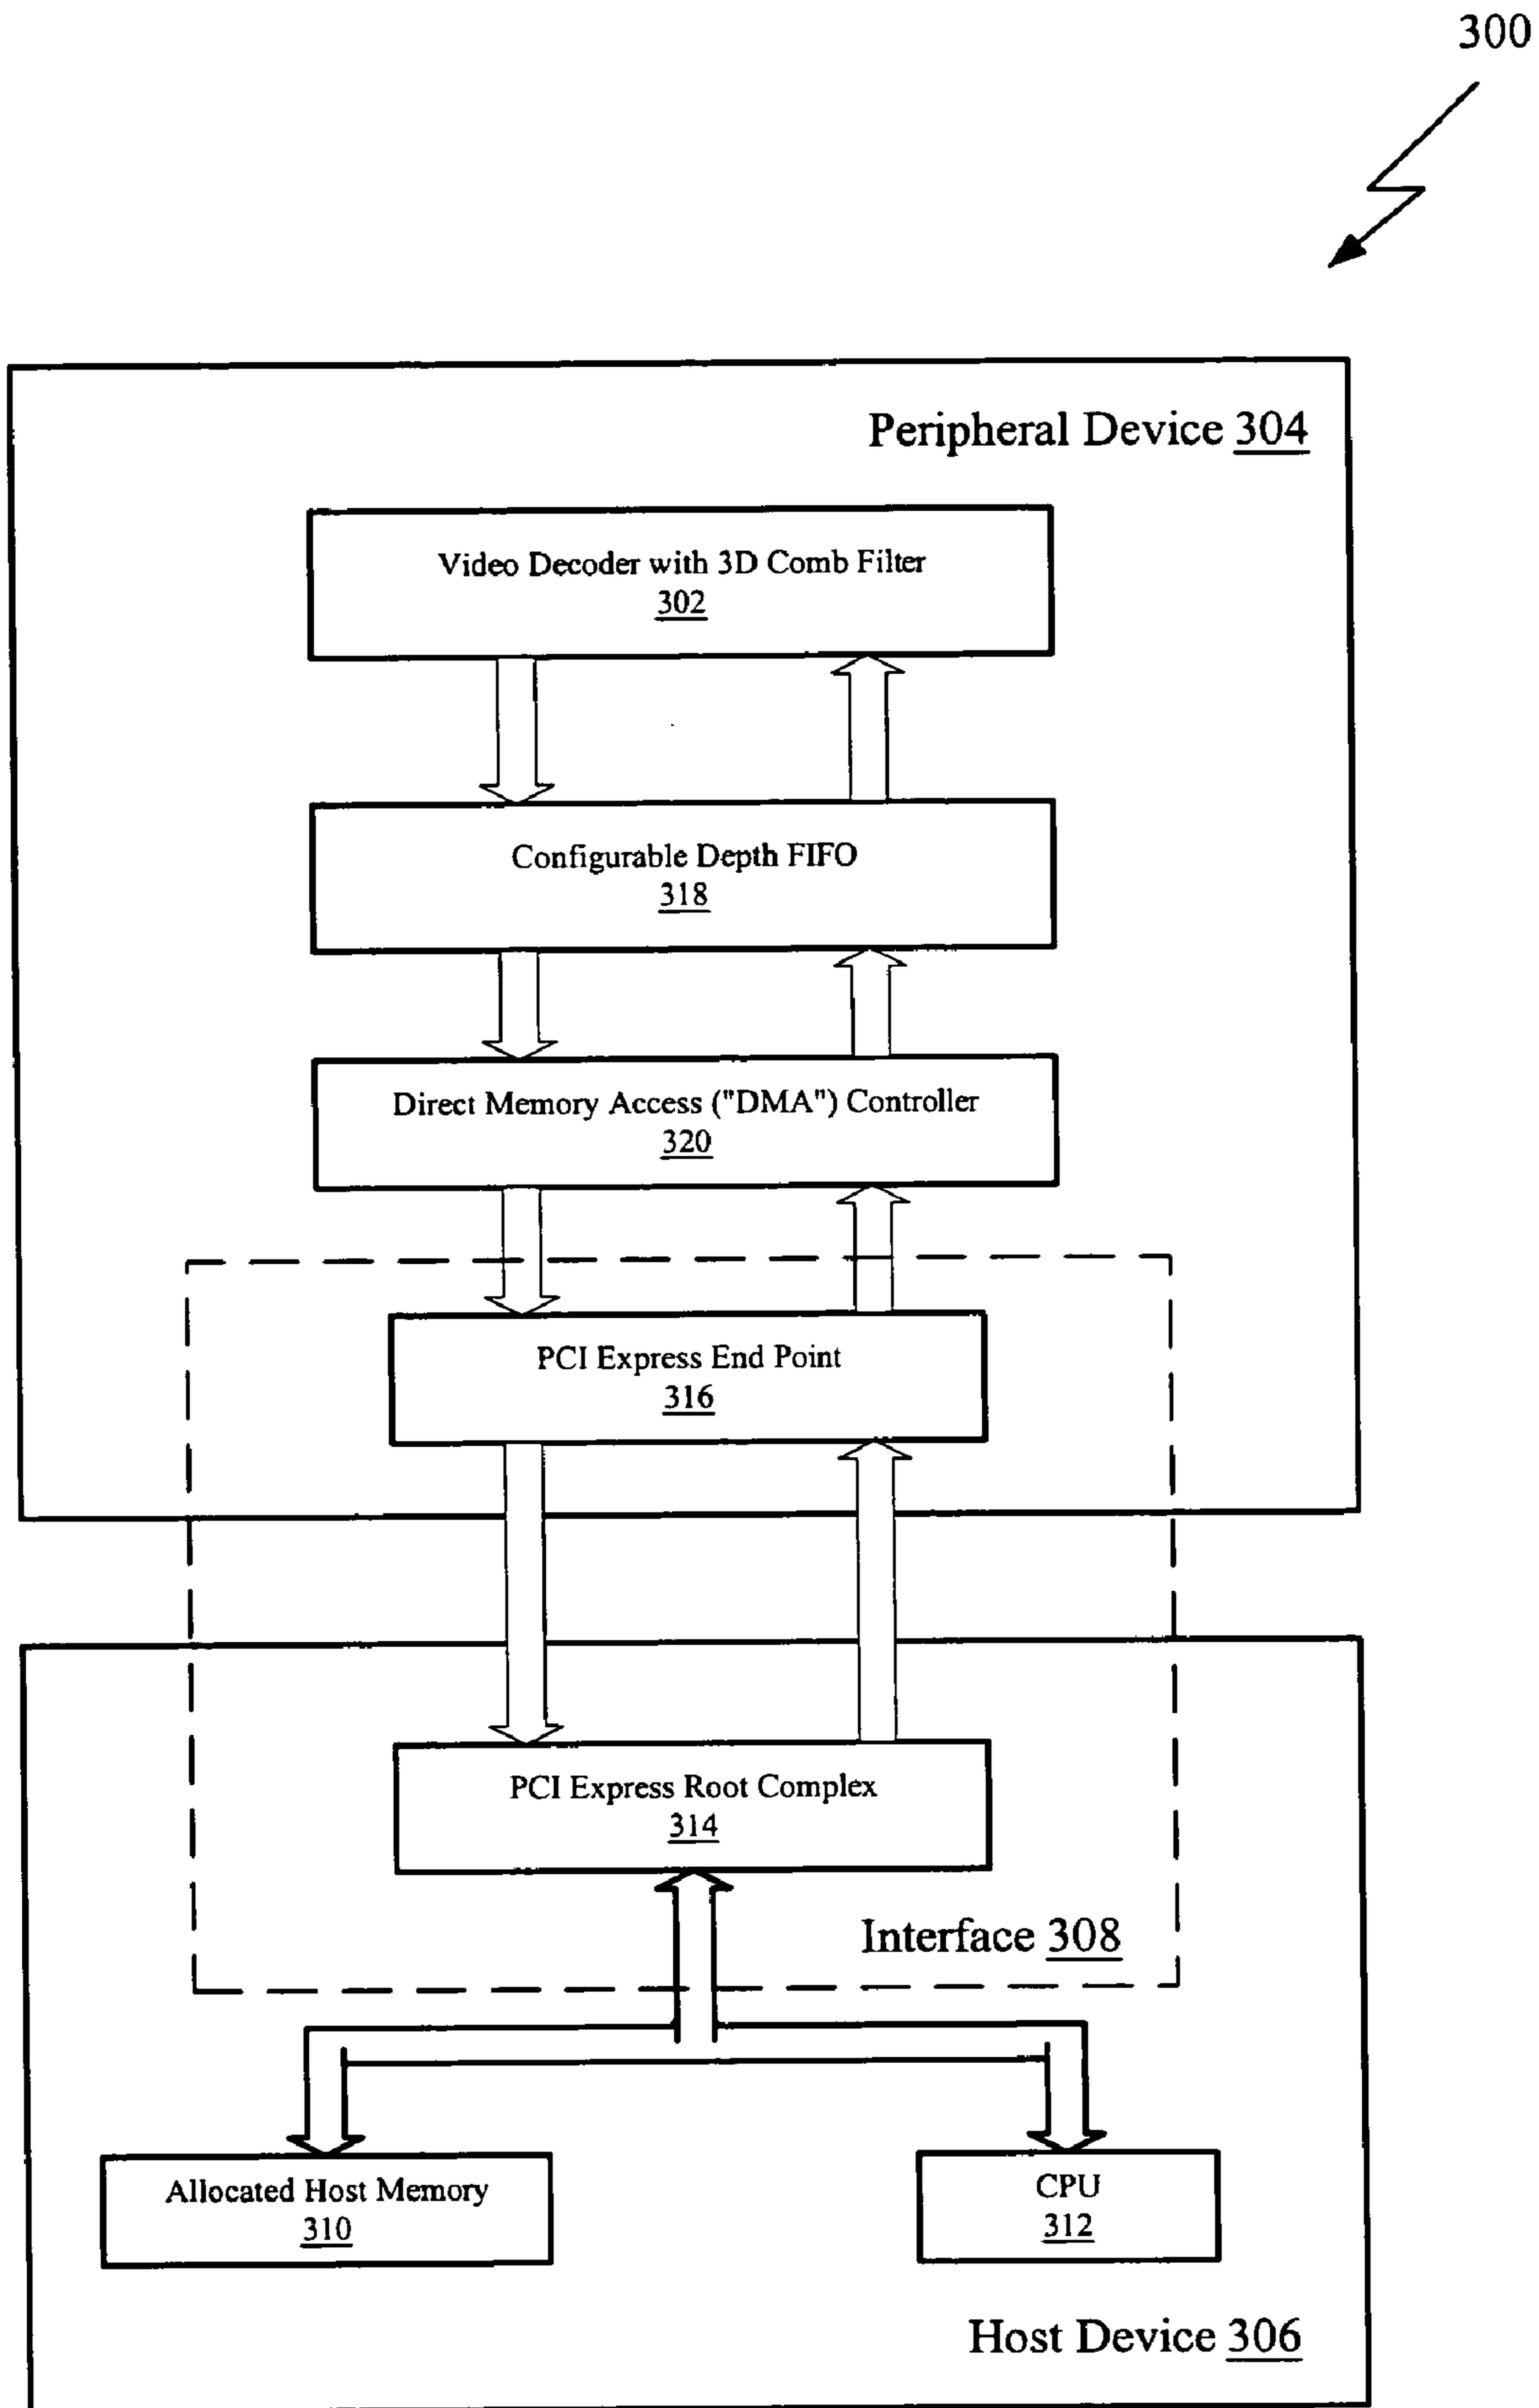 300
Peripheral Device 304
Video Decoder with 3D Comb Filter
302
Configurable Depth FIFO
318
Direct Memory Access ("DMA") Controller
320
PCI Express End Point
316
PCI Express Root Complex
314
Interface 308
Allocated Host Memory
310
CPU
312
Host Device 306